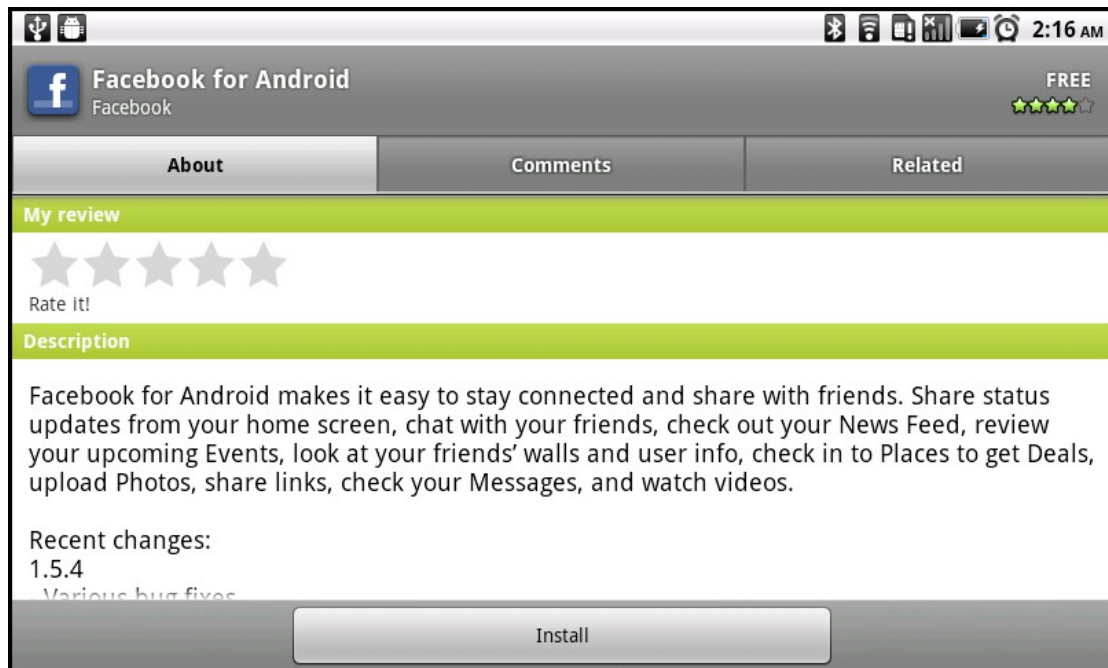 2:16 AM
Facebook for Android
Facebook
FREE
About
Comments
Related
My review
Rate it!
Description
Facebook for Android makes it easy to stay connected and share with friends. Share status
updates from your home screen, chat with your friends, check out your News Feed, review
your upcoming Events, look at your friends’ walls and user info, check in to Places to get Deals,
upload Photos, share links, check your Messages, and watch videos.
Recent changes:
1.5.4
- Various bug fixes
Install